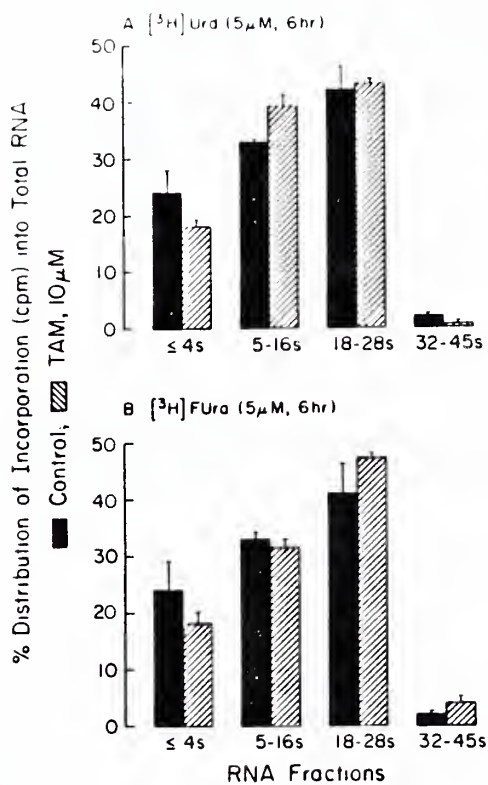 A [³H] Urd (5μM, 6hr)
50
40
30
20
10
0
≤ 4s 5-16s 18-28s 32-45s
B [³H] FUra (5μM, 6hr)
50
40
30
20
10
0
≤ 4s 5-16s 18-28s 32-45s
RNA Fractions
% Distribution of Incorporation (cpm) into Total RNA
Control, TAM, 10μM